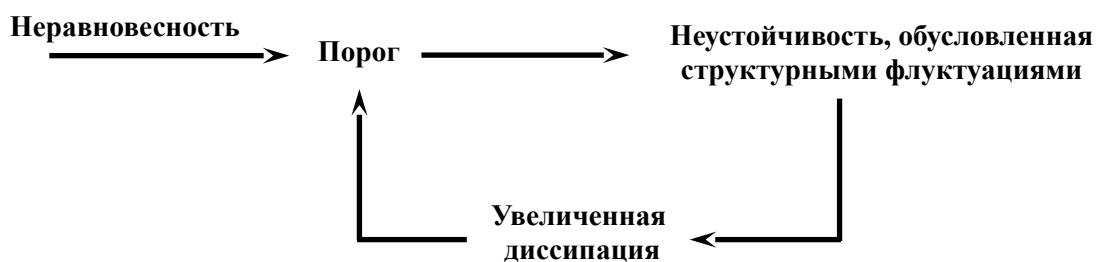 Неравновесность
Порог
Неустойчивость, обусловленная
структурными флуктуациями
Увеличенная
диссипация